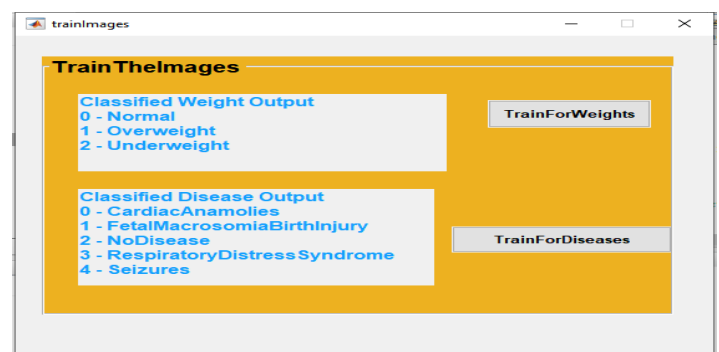 trainImages
TrainTheImages
Classified Weight Output
0 - Normal
1 - Overweight
2 - Underweight
TrainForWeights
Classified Disease Output
0 - CardiacAnamolies
1 - FetalMacrosomiaBirthInjury
2 - NoDisease
3 - RespiratoryDistressSyndrome
4 - Seizures
TrainForDiseases